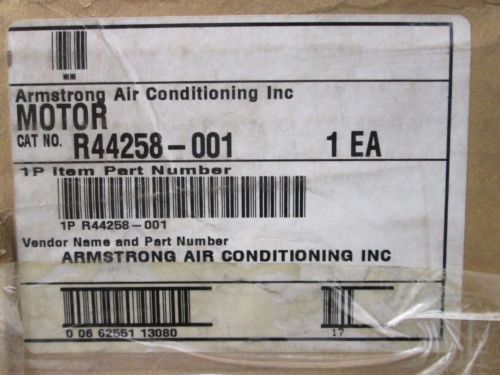 Armstrong Air Conditioning Inc
MOTOR
CAT NO. R44258-001 1 EA
1P Item Part Number
1P R44258-001
Vendor Name and Part Number
ARMSTRONG AIR CONDITIONING INC
0 06 62551 13080 17